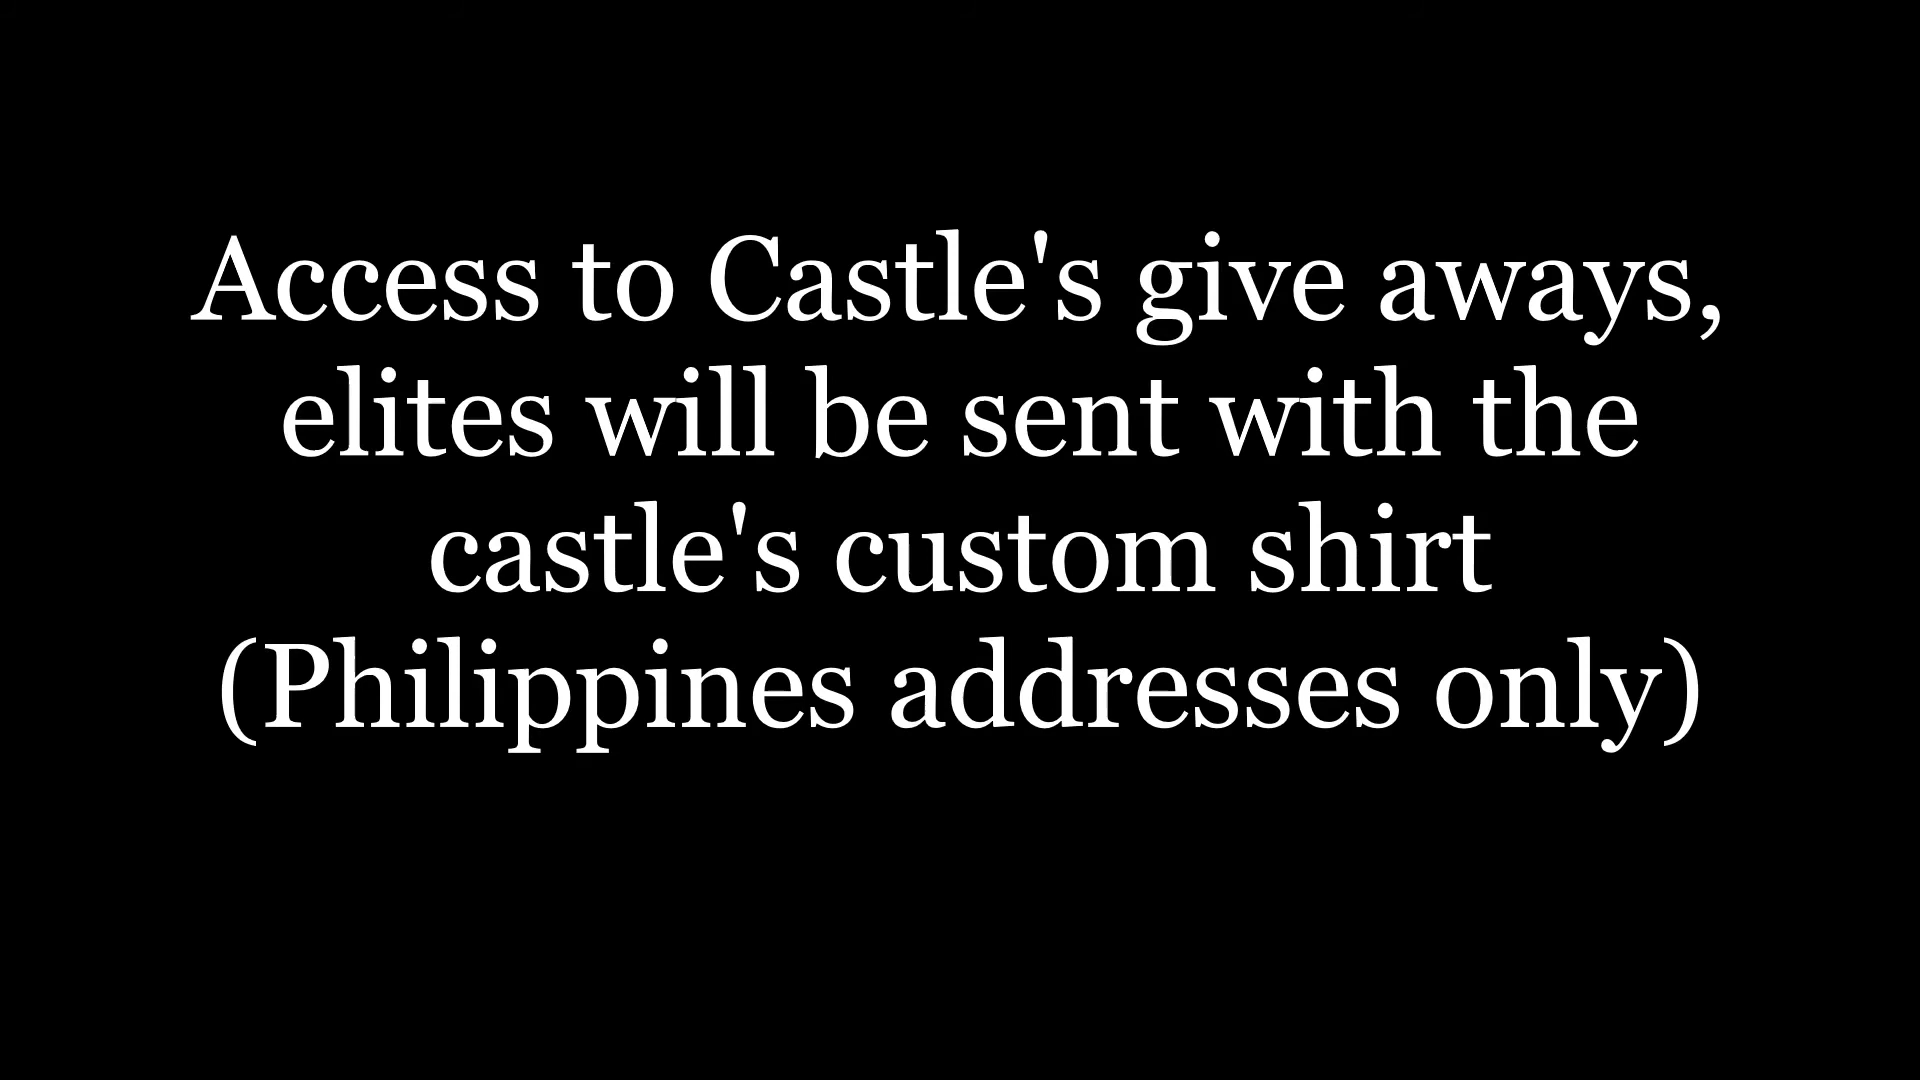 Access to Castle's give aways,
elites will be sent with the
castle's custom shirt
(Philippines addresses only)